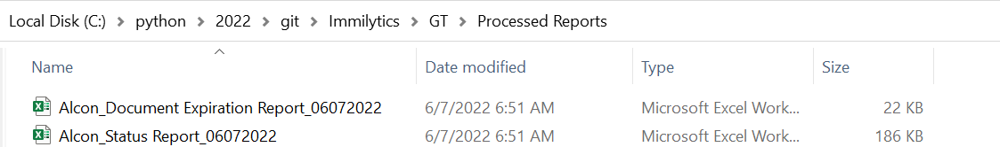 Local Disk (C:) > python > 2022 > git > Immilytics > GT > Processed Reports
Name Date modified Type Size
Alcon_Document Expiration Report_06072022 6/7/2022 6:51 AM Microsoft Excel Work... 22 KB
Alcon_Status Report_06072022 6/7/2022 6:51 AM Microsoft Excel Work... 186 KB